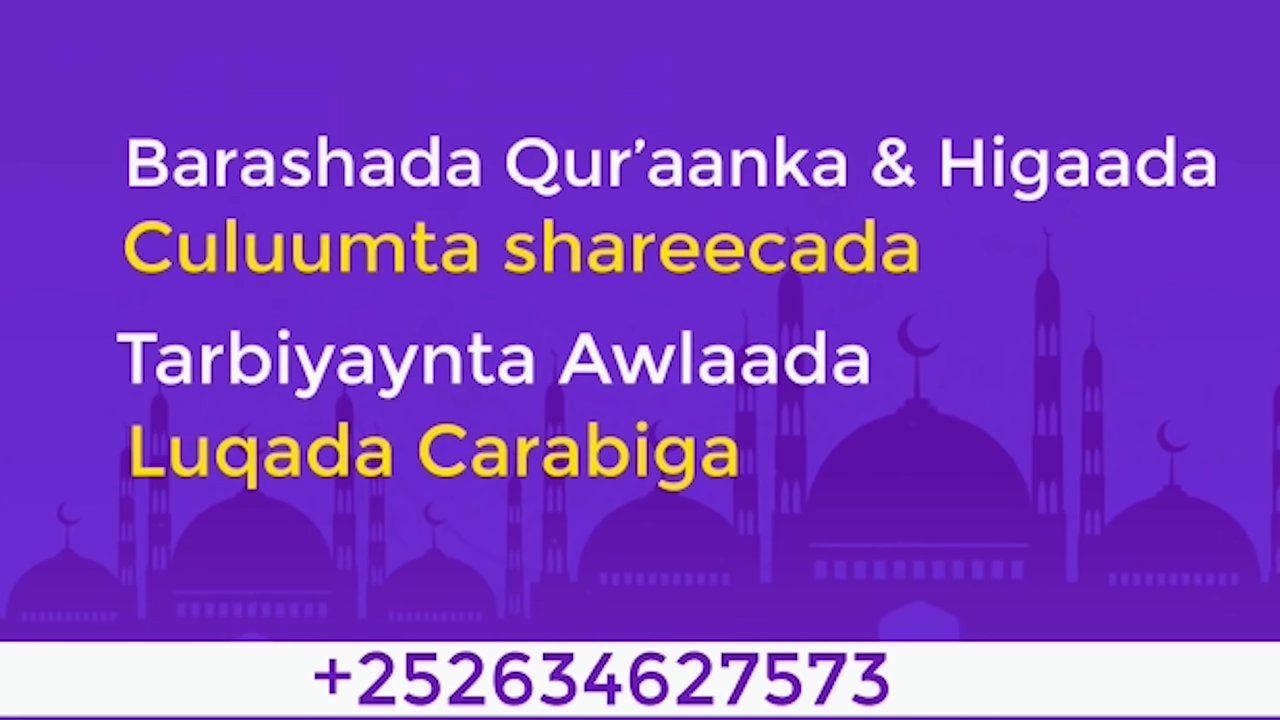 Barashada Qur’aanka & Higaada
Culuumta shareecada
Tarbiyaynta Awlaada
Luqada Carabiga
+252634627573